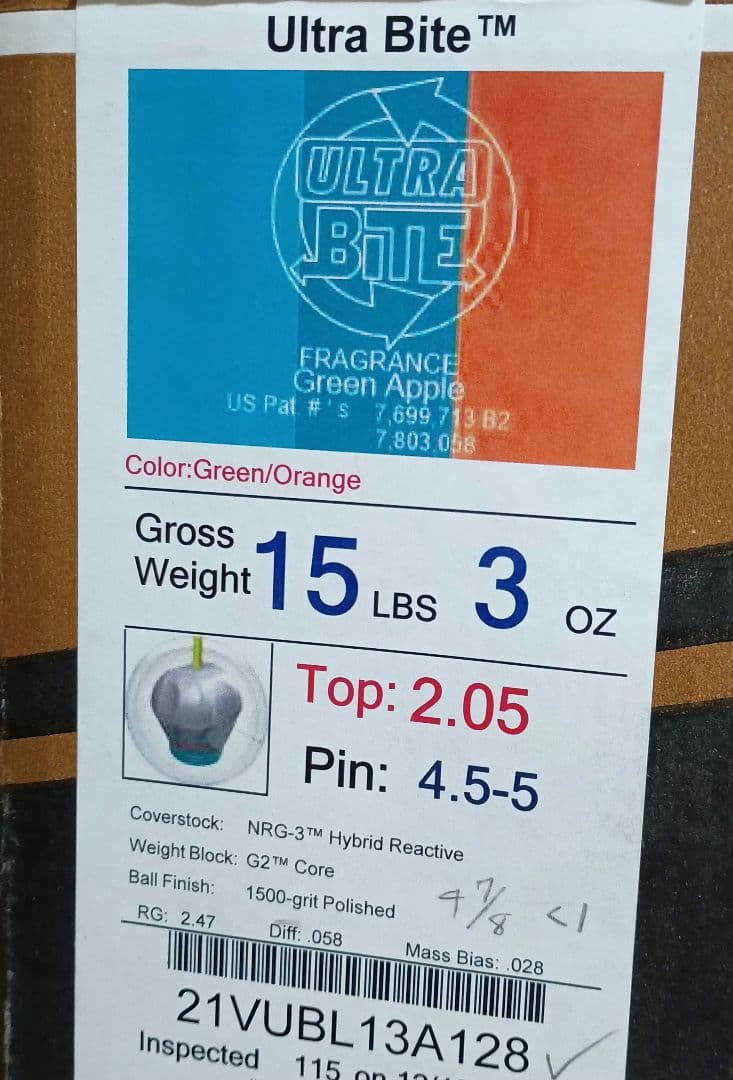 Ultra Bite™
ULTRA
BiTE
FRAGRANCE
Green Apple
US Pat. #'s 7,699,713 B2
7,803,058
Color:Green/Orange
Gross Weight 15 LBS 3 OZ
Top: 2.05
Pin: 4.5-5
Coverstock: NRG-3™ Hybrid Reactive
Weight Block: G2™ Core
Ball Finish: 1500-grit Polished
4 7/8 <1
RG: 2.47 Diff: .058 Mass Bias: .028
21VUBL13A128
Inspected 115 on